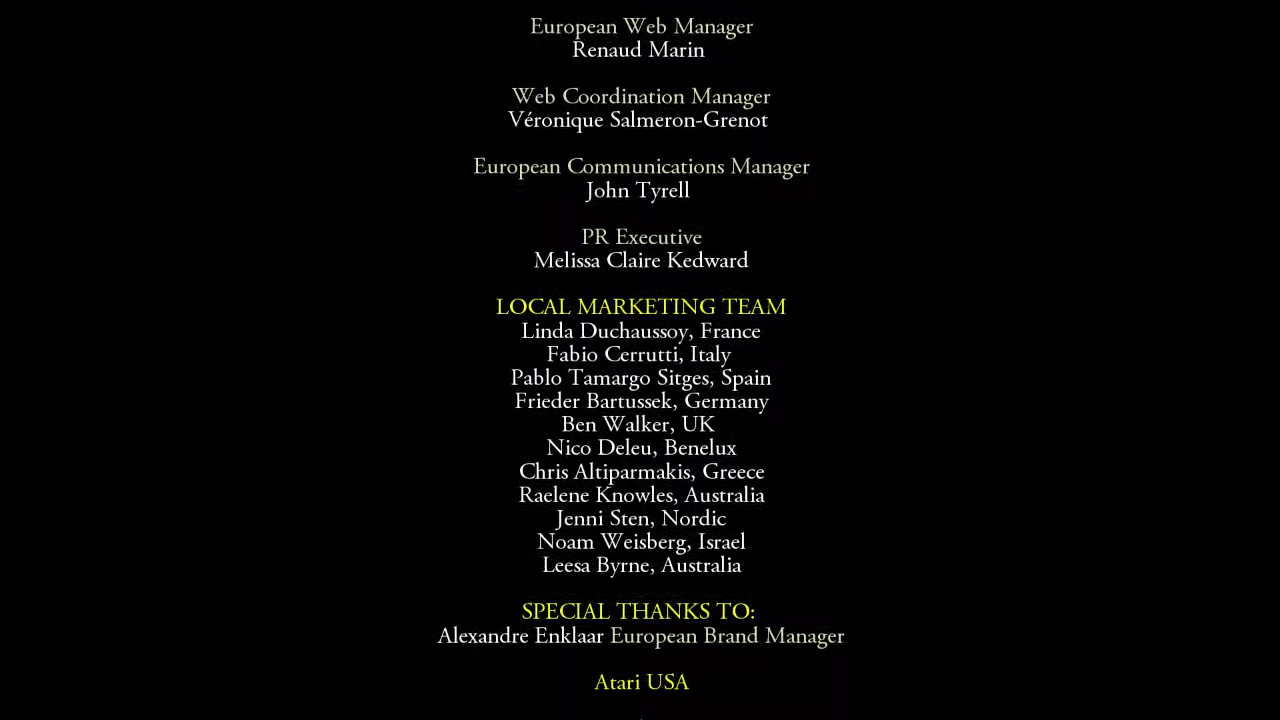 European Web Manager
Renaud Marin
Web Coordination Manager
Véronique Salmeron-Grenot
European Communications Manager
John Tyrell
PR Executive
Melissa Claire Kedward
LOCAL MARKETING TEAM
Linda Duchaussoy, France
Fabio Cerrutti, Italy
Pablo Tamargo Sitges, Spain
Frieder Bartussek, Germany
Ben Walker, UK
Nico Deleu, Benelux
Chris Altiparmakis, Greece
Raelene Knowles, Australia
Jenni Sten, Nordic
Noam Weisberg, Israel
Leesa Byrne, Australia
SPECIAL THANKS TO:
Alexandre Enklaar European Brand Manager
Atari USA